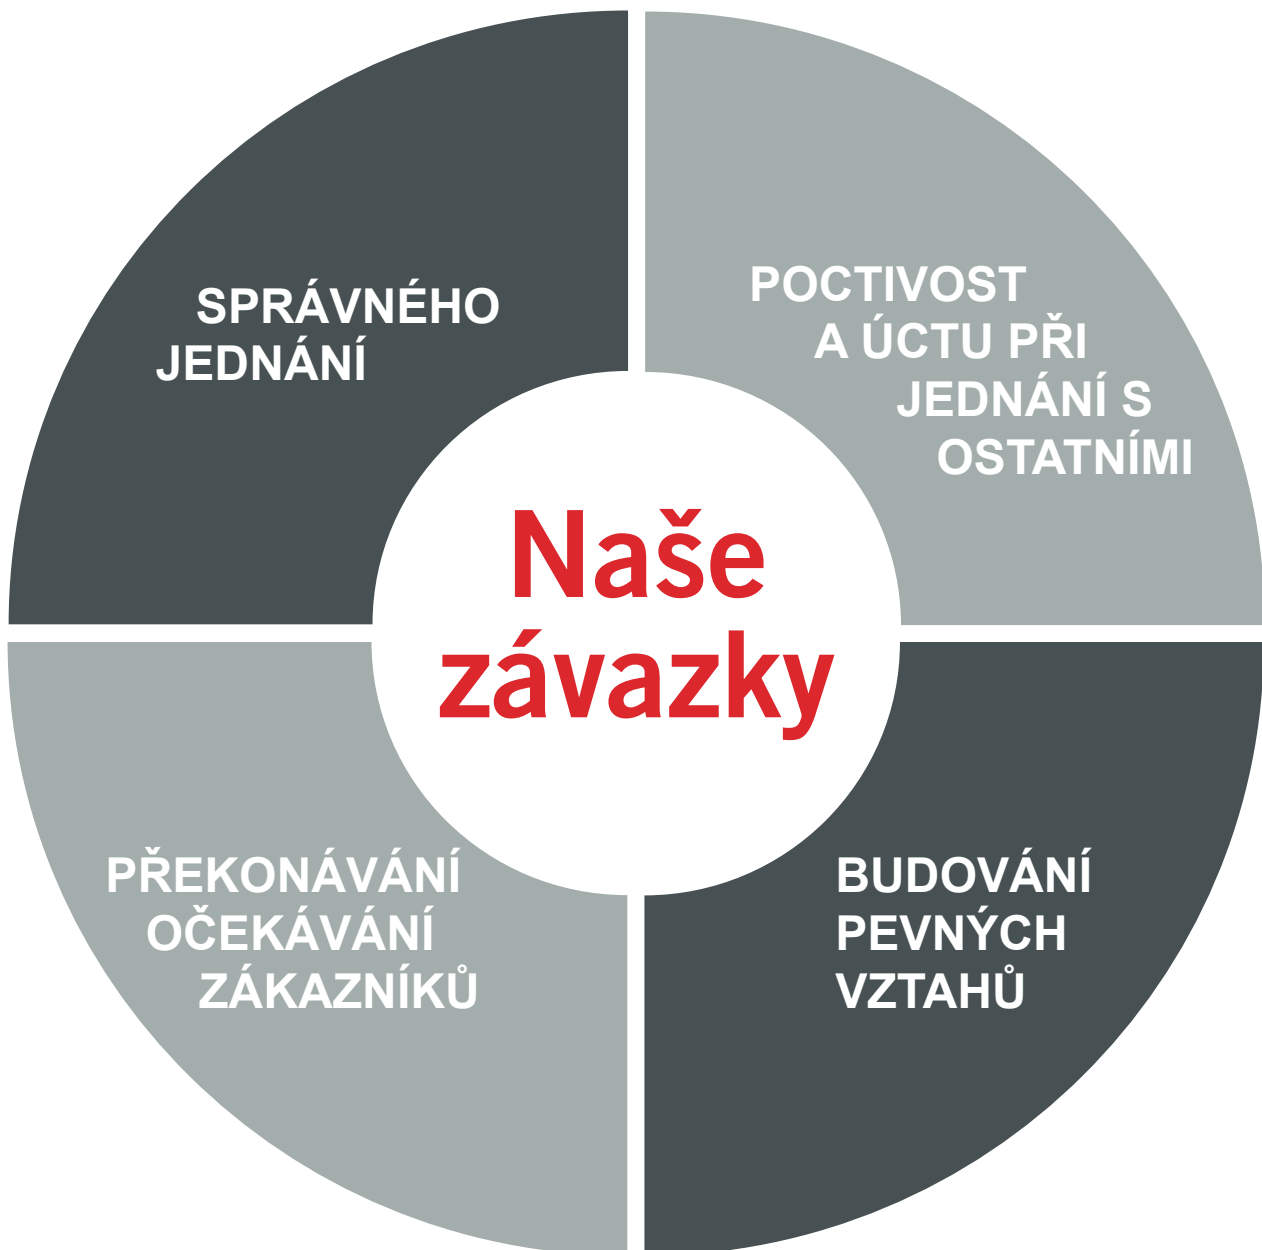 SPRÁVNÉHO
JEDNÁNÍ
POCTIVOST
A ÚCTU PŘI
JEDNÁNÍ S
OSTATNÍMI
Naše
závazky
PŘEKONÁVÁNÍ
OČEKÁVÁNÍ
ZÁKAZNÍKŮ
BUDOVÁNÍ
PEVNÝCH
VZTAHŮ